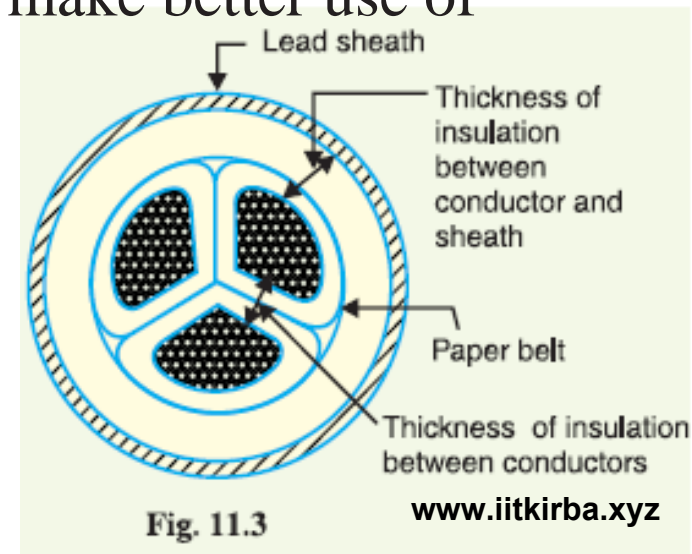 make better use of
Lead sheath
Thickness of
insulation
between
conductor and
sheath
Paper belt
Thickness of insulation
between conductors
www.iitkirba.xyz
Fig. 11.3